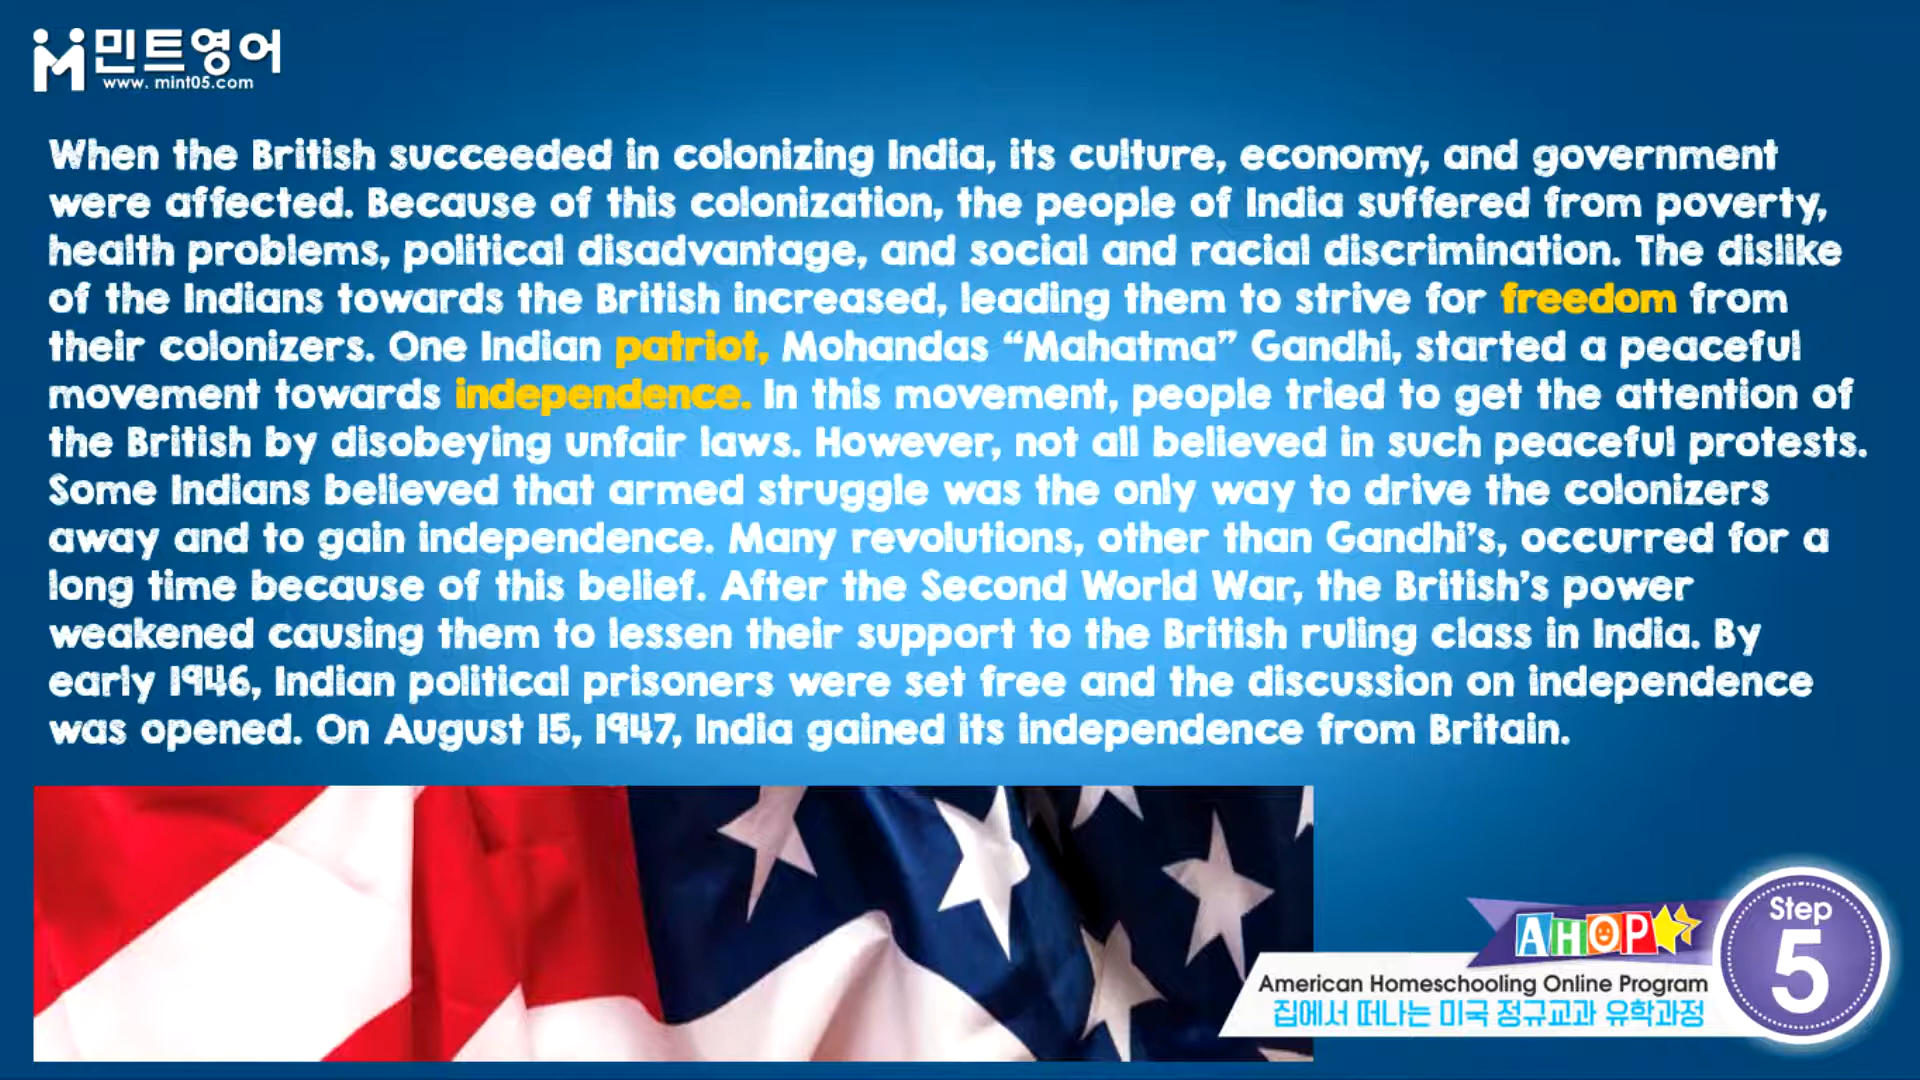 민트영어
www. mint05.com
When the British succeeded in colonizing India, its culture, economy, and government
were affected. Because of this colonization, the people of India suffered from poverty,
health problems, political disadvantage, and social and racial discrimination. The dislike
of the Indians towards the British increased, leading them to strive for freedom from
their colonizers. One Indian patriot, Mohandas “Mahatma” Gandhi, started a peaceful
movement towards independence. In this movement, people tried to get the attention of
the British by disobeying unfair laws. However, not all believed in such peaceful protests.
Some Indians believed that armed struggle was the only way to drive the colonizers
away and to gain independence. Many revolutions, other than Gandhi’s, occurred for a
long time because of this belief. After the Second World War, the British’s power
weakened causing them to lessen their support to the British ruling class in India. By
early 1946, Indian political prisoners were set free and the discussion on independence
was opened. On August 15, 1947, India gained its independence from Britain.
AHOP
Step
5
American Homeschooling Online Program
집에서 떠나는 미국 정규교과 유학과정